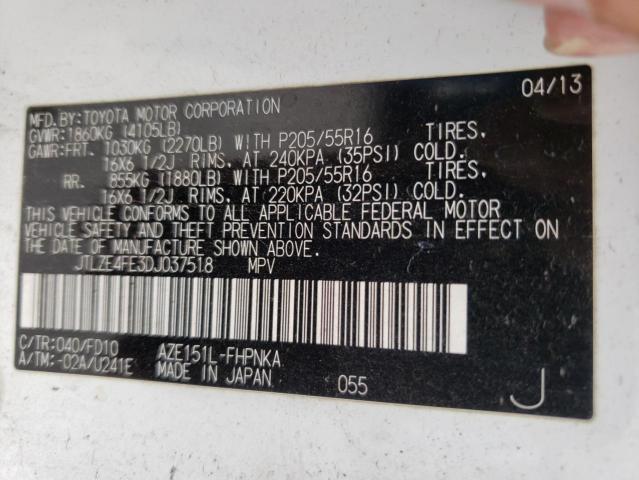 04/13
MFD. BY: TOYOTA MOTOR CORPORATION
GVWR: 1860KG (4105LB)
GAWR: FRT. 1030KG (2270LB) WITH P205/55R16 TIRES,
16X6 1/2J RIMS, AT 240KPA (35PSI) COLD.
RR. 855KG (1880LB) WITH P205/55R16 TIRES,
16X6 1/2J RIMS, AT 220KPA (32PSI) COLD.
THIS VEHICLE CONFORMS TO ALL APPLICABLE FEDERAL MOTOR
VEHICLE SAFETY AND THEFT PREVENTION STANDARDS IN EFFECT ON
THE DATE OF MANUFACTURE SHOWN ABOVE.
JTLZE4FE3DJ037518 MPV
C/TR: 040/FD10 AZE151L-FHPNKA
A/TM: -02A/U241E MADE IN JAPAN 055 J